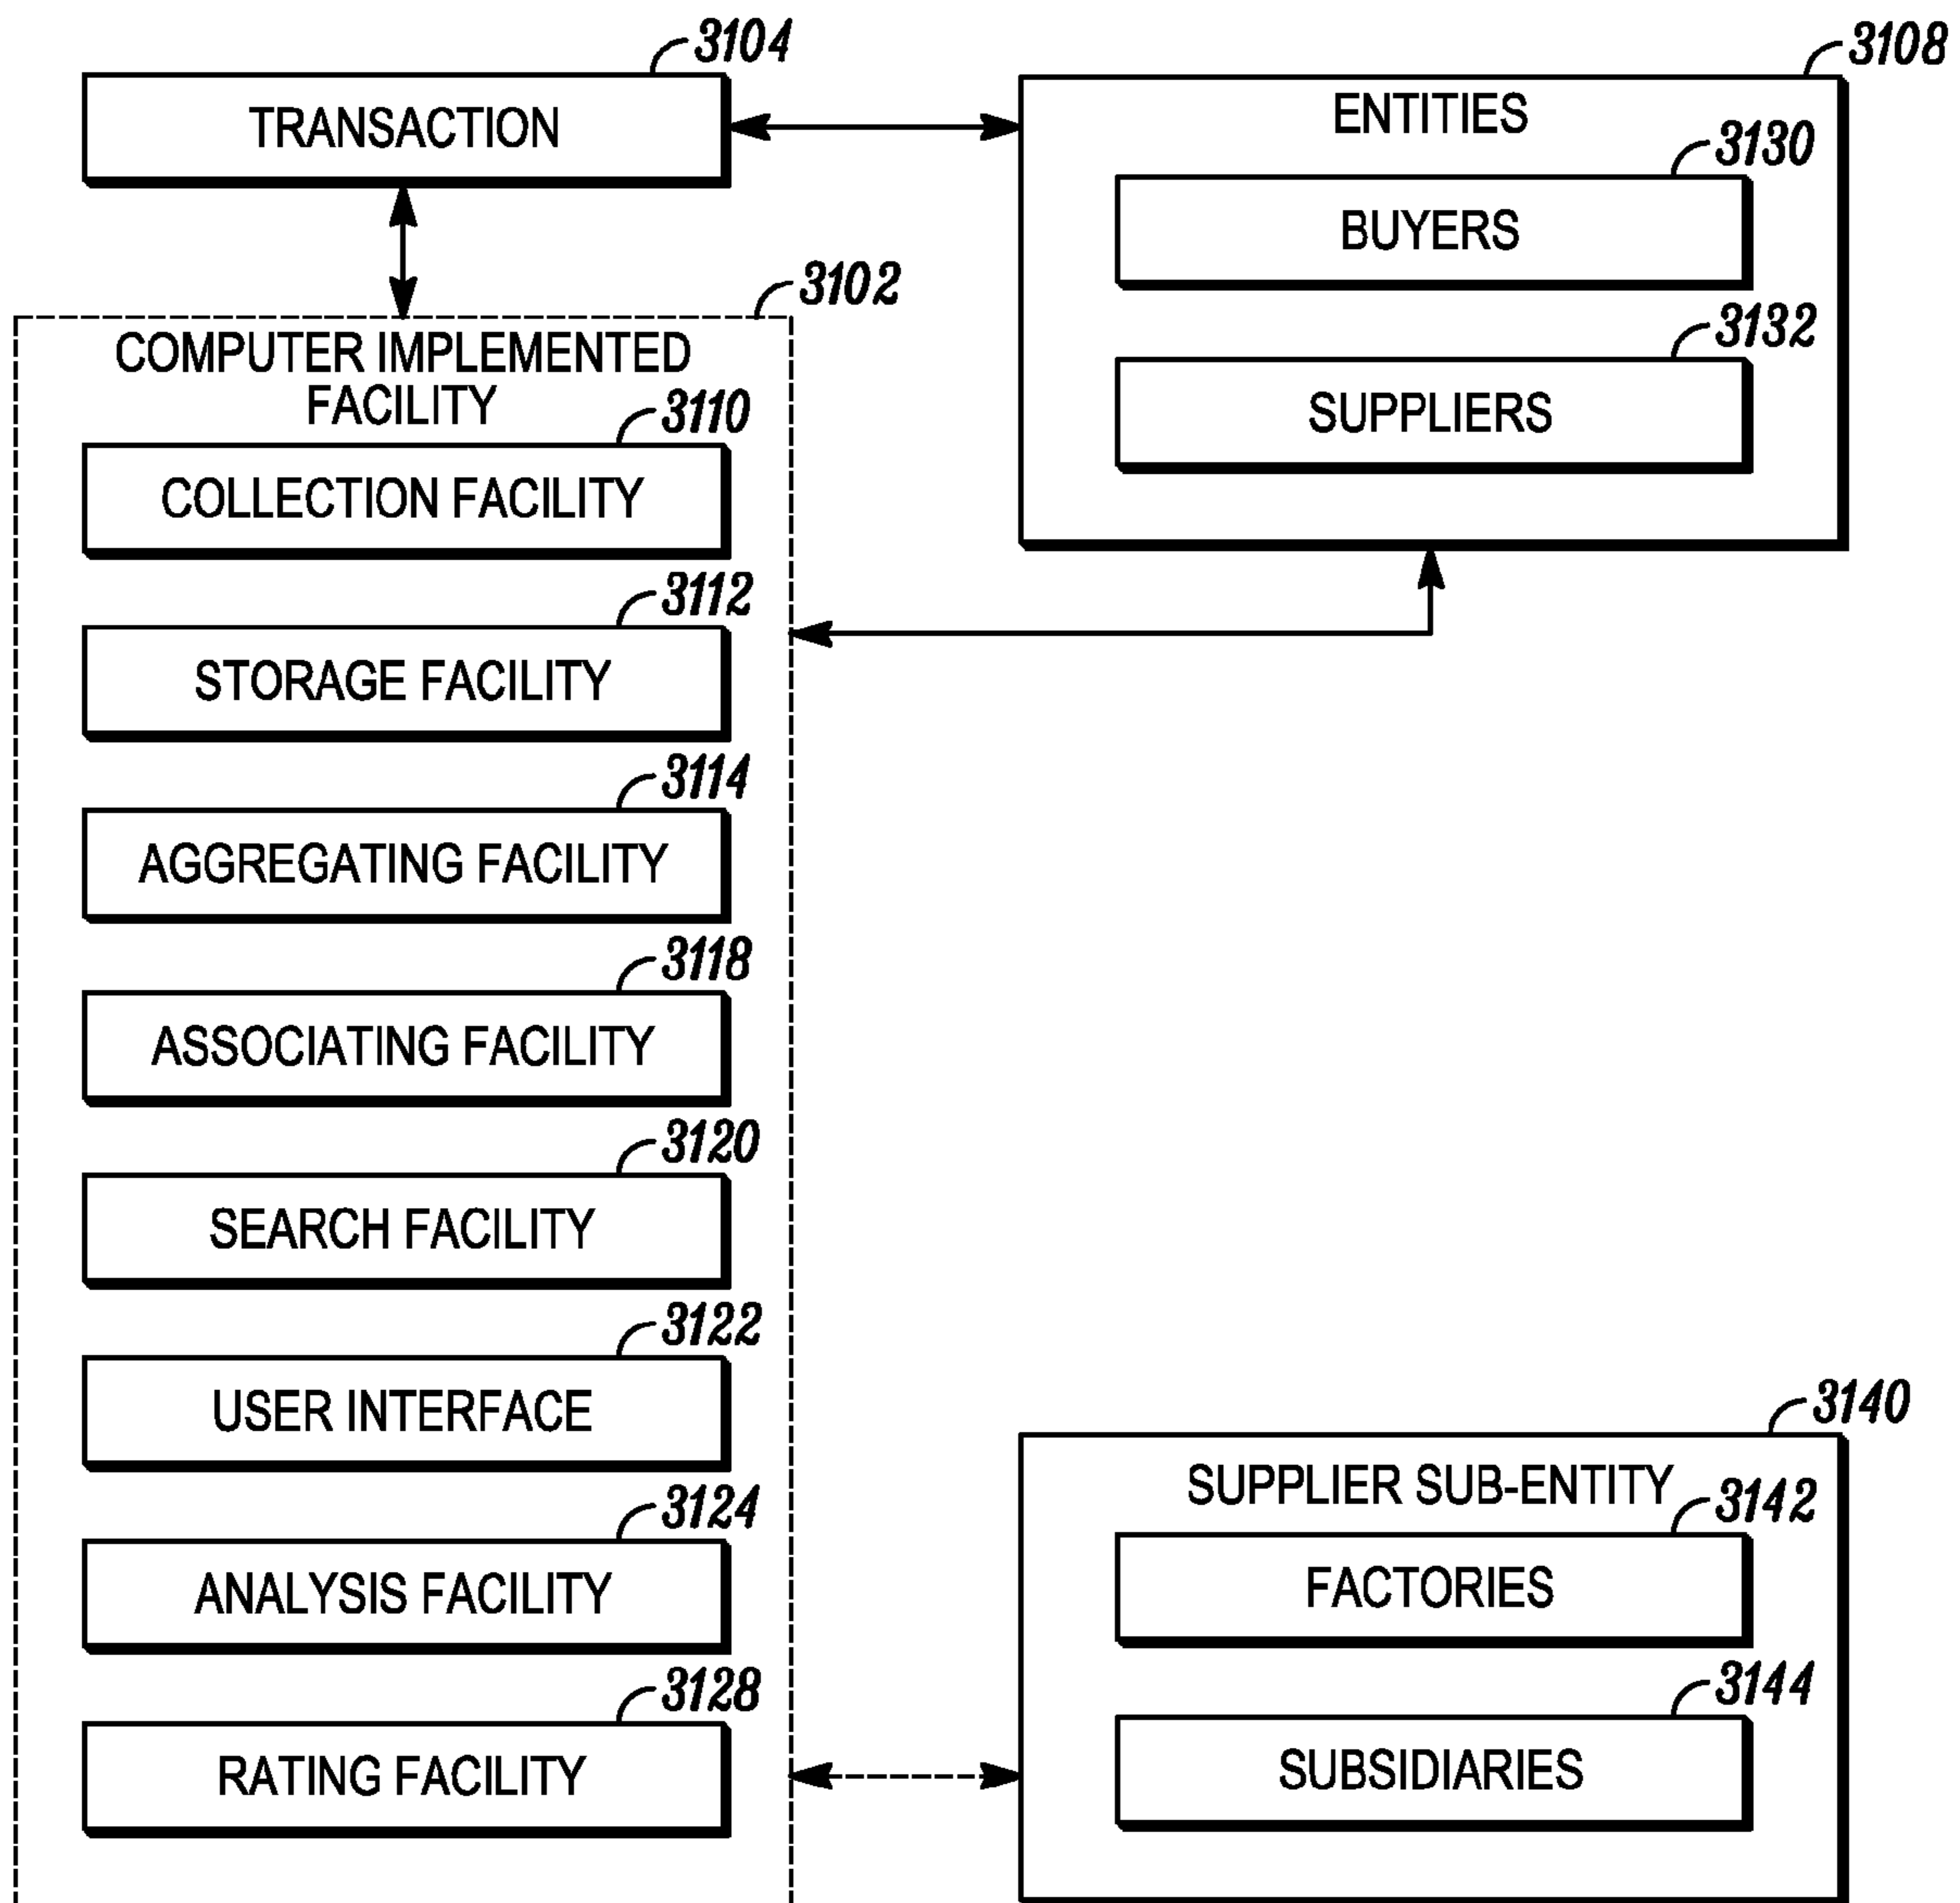 3104
TRANSACTION
3108
ENTITIES
3130
BUYERS
3132
SUPPLIERS
3102
COMPUTER IMPLEMENTED
FACILITY
3110
COLLECTION FACILITY
3112
STORAGE FACILITY
3114
AGGREGATING FACILITY
3118
ASSOCIATING FACILITY
3120
SEARCH FACILITY
3122
USER INTERFACE
3124
ANALYSIS FACILITY
3128
RATING FACILITY
3140
SUPPLIER SUB-ENTITY
3142
FACTORIES
3144
SUBSIDIARIES